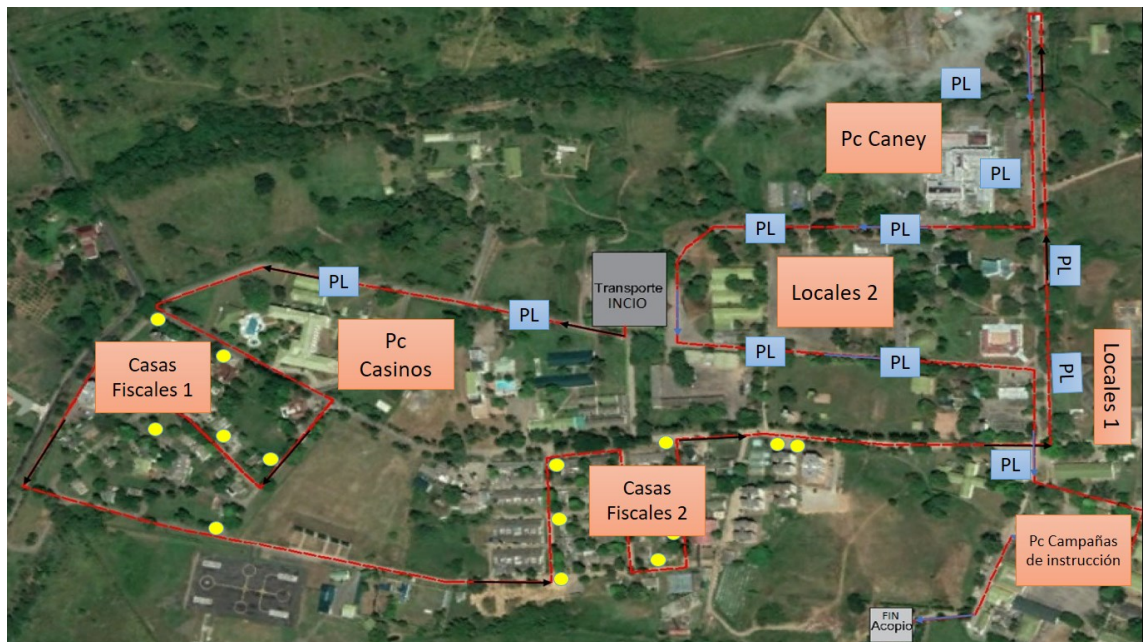 PL
Pc Caney
PL
PL
PL
Locales 2
PL
Transporte
INCIO
PL
PL
Pc
Casinos
Casas
Fiscales 1
PL
PL
PL
Locales 1
PL
Casas
Fiscales 2
Pc Campañas
de instrucción
FIN
Acopio